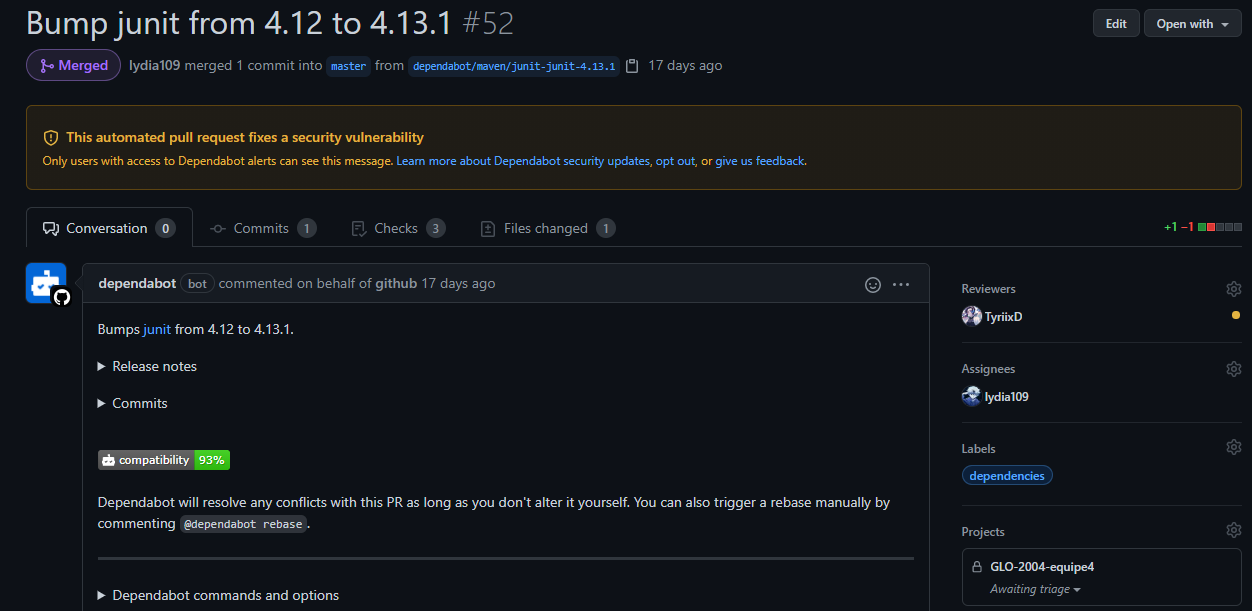 Bump junit from 4.12 to 4.13.1 #52
Edit
Open with
Merged
lydia109 merged 1 commit into master from dependabot/maven/junit-junit-4.13.1 17 days ago
This automated pull request fixes a security vulnerability
Only users with access to Dependabot alerts can see this message. Learn more about Dependabot security updates, opt out, or give us feedback.
Conversation 0
Commits 1
Checks 3
Files changed 1
+1 −1
dependabot bot commented on behalf of github 17 days ago
Bumps junit from 4.12 to 4.13.1.
Release notes
Commits
compatibility 93%
Dependabot will resolve any conflicts with this PR as long as you don't alter it yourself. You can also trigger a rebase manually by
commenting @dependabot rebase.
Dependabot commands and options
Reviewers
TyriixD
Assignees
lydia109
Labels
dependencies
Projects
GLO-2004-equipe4
Awaiting triage